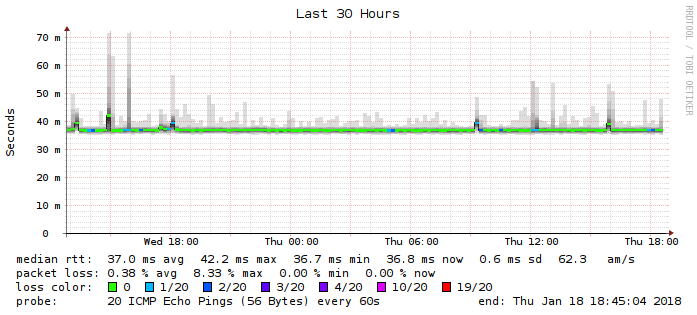 Last 30 Hours
RRDTOOL / TOBI OETIKER
Seconds
70 m
60 m
50 m
40 m
30 m
20 m
10 m
0
Wed 18:00 Thu 00:00 Thu 06:00 Thu 12:00 Thu 18:00
median rtt: 37.0 ms avg 42.2 ms max 36.7 ms min 36.8 ms now 0.6 ms sd 62.3 am/s
packet loss: 0.38 % avg 8.33 % max 0.00 % min 0.00 % now
loss color: 0 1/20 2/20 3/20 4/20 10/20 19/20
probe: 20 ICMP Echo Pings (56 Bytes) every 60s end: Thu Jan 18 18:45:04 2018